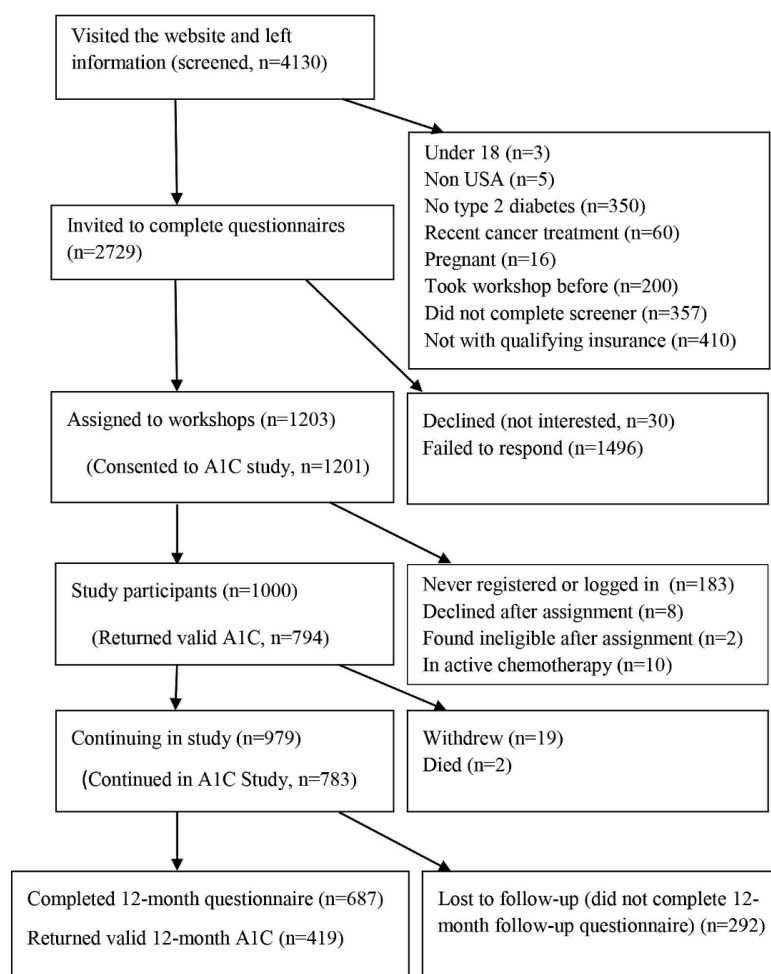 Visited the website and left
information (screened, n=4130)
Under 18 (n=3)
Non USA (n=5)
No type 2 diabetes (n=350)
Recent cancer treatment (n=60)
Pregnant (n=16)
Took workshop before (n=200)
Did not complete screener (n=357)
Not with qualifying insurance (n=410)
Invited to complete questionnaires
(n=2729)
Assigned to workshops (n=1203)
(Consented to A1C study, n=1201)
Declined (not interested, n=30)
Failed to respond (n=1496)
Study participants (n=1000)
(Returned valid A1C, n=794)
Never registered or logged in (n=183)
Declined after assignment (n=8)
Found ineligible after assignment (n=2)
In active chemotherapy (n=10)
Continuing in study (n=979)
(Continued in A1C Study, n=783)
Withdrew (n=19)
Died (n=2)
Completed 12-month questionnaire (n=687)
Returned valid 12-month A1C (n=419)
Lost to follow-up (did not complete 12-
month follow-up questionnaire) (n=292)